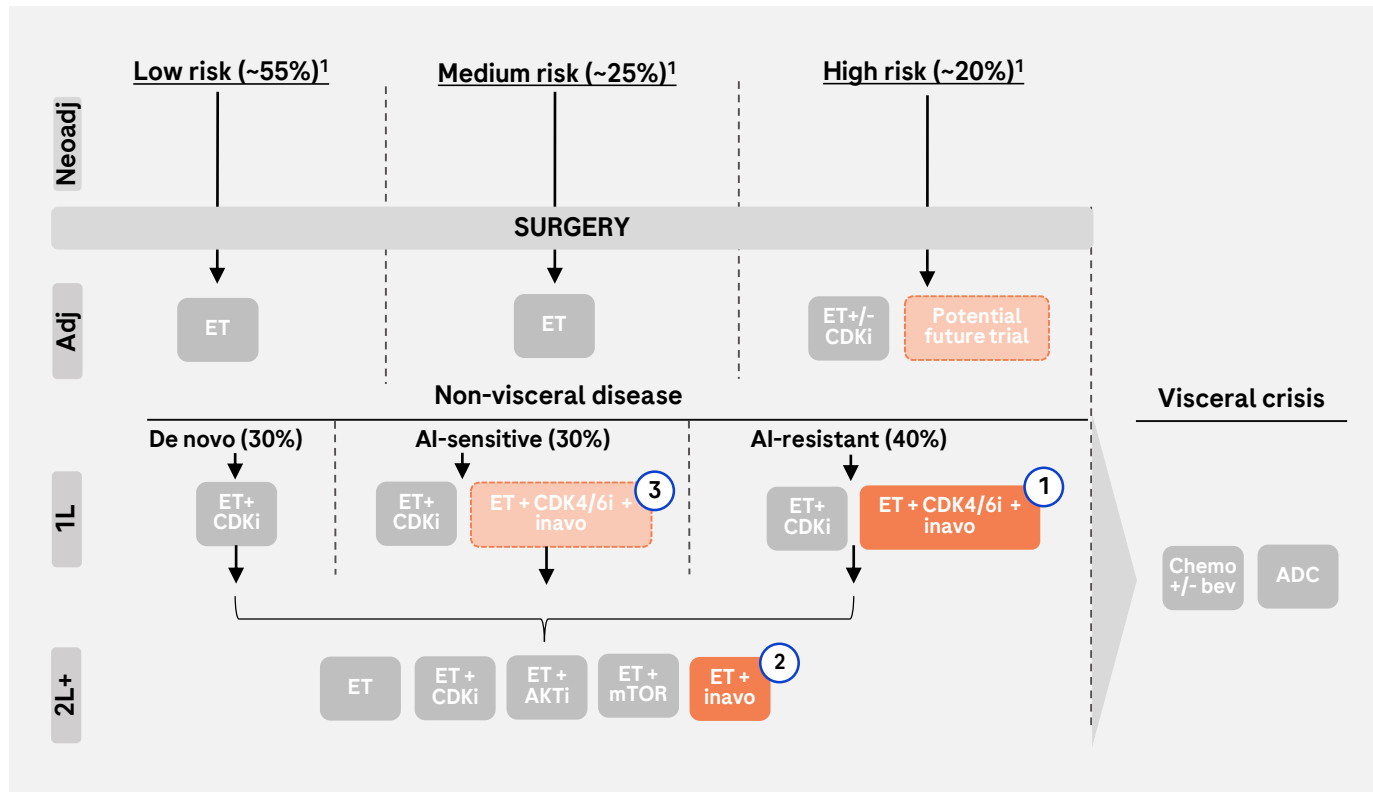 Low risk (~55%)¹
Medium risk (~25%)¹
High risk (~20%)¹
Neoadj
SURGERY
Adj
ET
ET
ET+/-
CDKi
Potential
future trial
Non-visceral disease
Visceral crisis
De novo (30%)
AI-sensitive (30%)
AI-resistant (40%)
1L
ET+
CDKi
ET+
CDKi
ET + CDK4/6i +
inavo
3
ET+
CDKi
ET + CDK4/6i +
inavo
1
Chemo
+/- bev
ADC
2L+
ET
ET +
CDKi
ET +
AKTi
ET +
mTOR
ET +
inavo
2